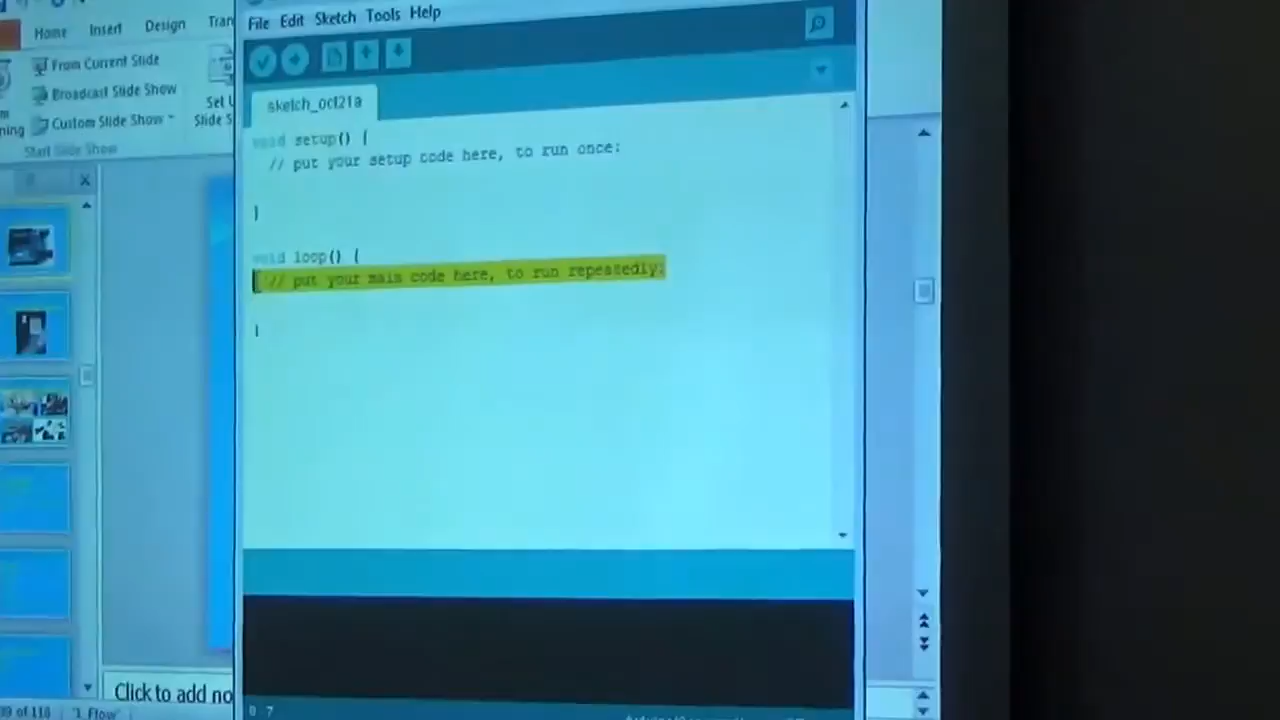 File Edit Sketch Tools Help
Home Insert Design Tran
From Current Slide
Broadcast Slide Show
Custom Slide Show
Set U
Slide S
Start Slide Show
sketch_oct21a
void setup() {
// put your setup code here, to run once:
}
void loop() {
// put your main code here, to run repeatedly:
}
Click to add no